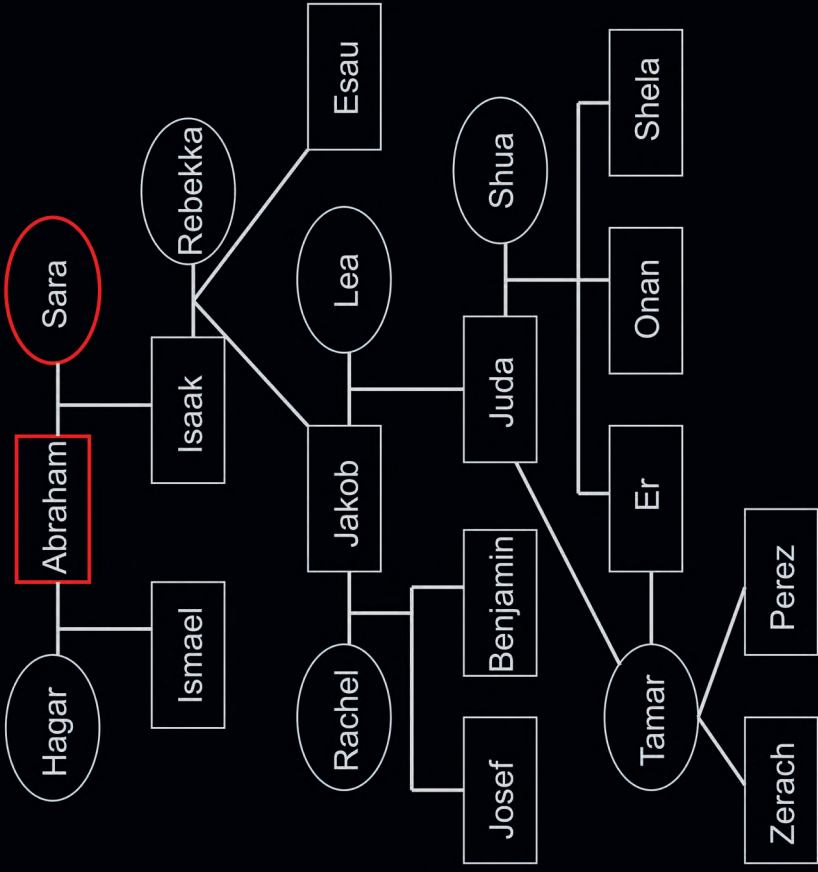 Hagar
Abraham
Sara
Ismael
Isaak
Rebekka
Rachel
Jakob
Lea
Esau
Josef
Benjamin
Juda
Shua
Tamar
Er
Onan
Shela
Zerach
Perez